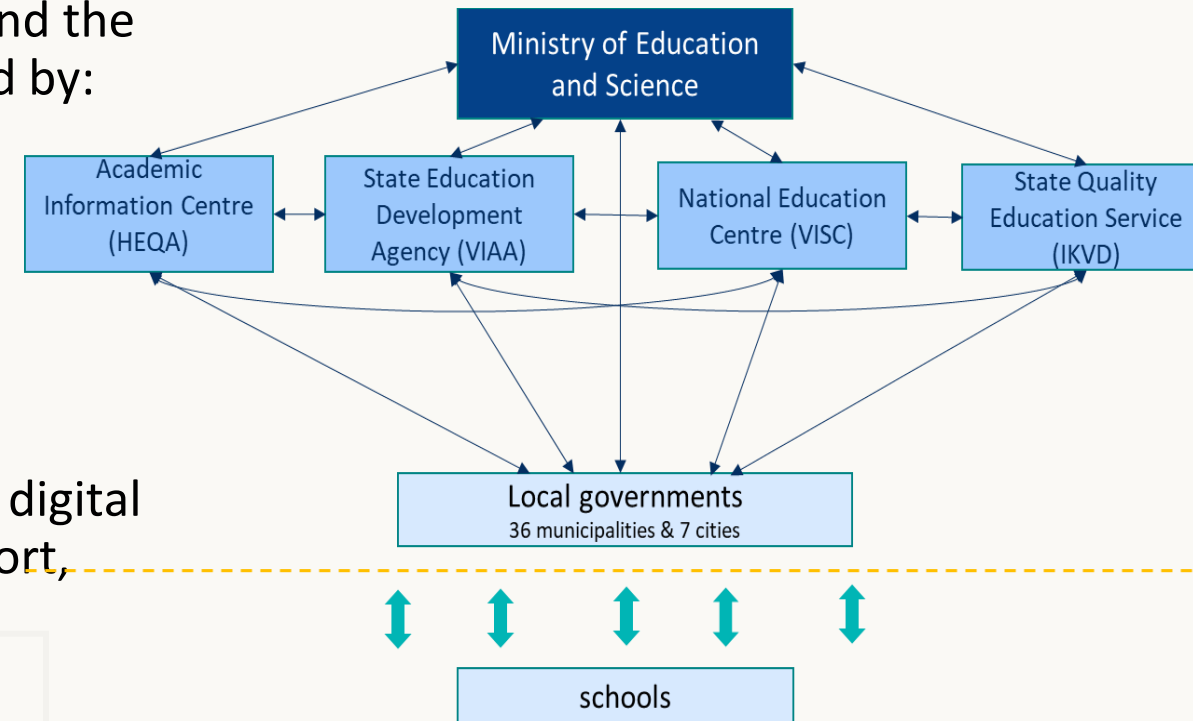 nd the
d by:
Ministry of Education
and Science
Academic
Information Centre
(HEQA)
State Education
Development
Agency (VIAA)
National Education
Centre (VISC)
State Quality
Education Service
(IKVD)
digital
ort,
Local governments
36 municipalities & 7 cities
schools